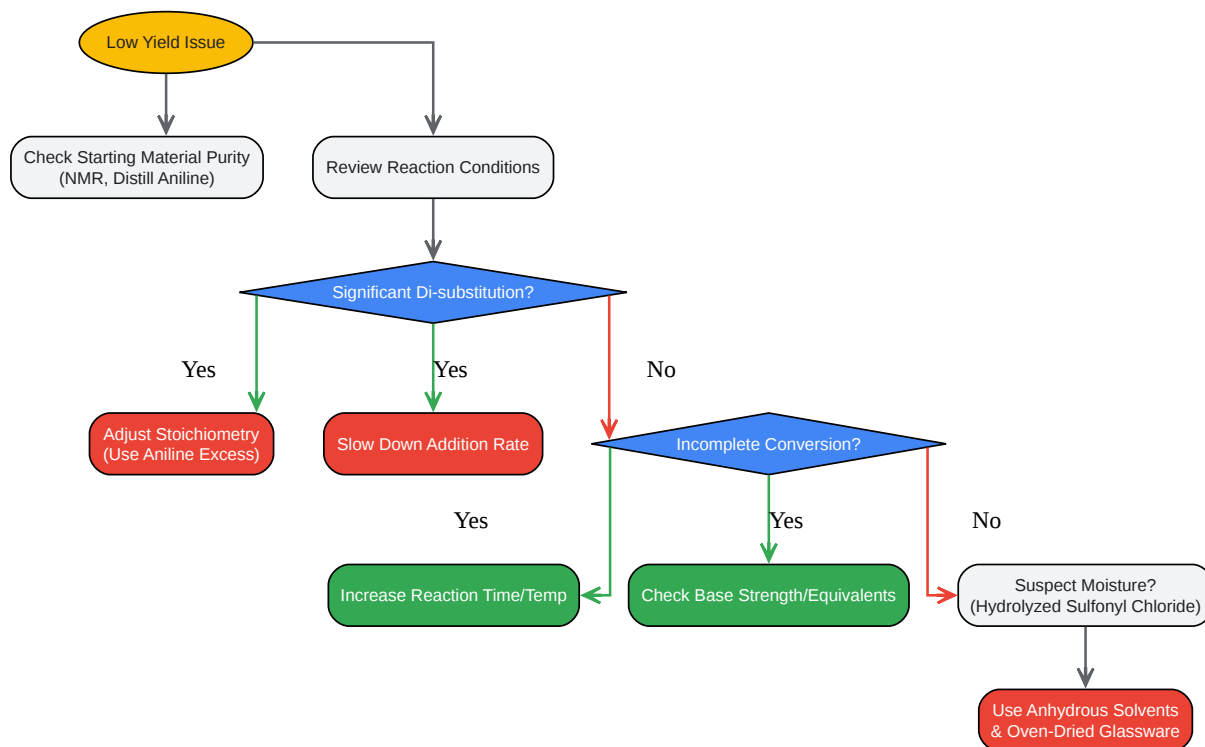 Low Yield Issue
Check Starting Material Purity
(NMR, Distill Aniline)
Review Reaction Conditions
Significant Di-substitution?
Yes
Yes
No
Adjust Stoichiometry
(Use Aniline Excess)
Slow Down Addition Rate
Incomplete Conversion?
Yes
Yes
No
Increase Reaction Time/Temp
Check Base Strength/Equivalents
Suspect Moisture?
(Hydrolyzed Sulfonyl Chloride)
Use Anhydrous Solvents
& Oven-Dried Glassware